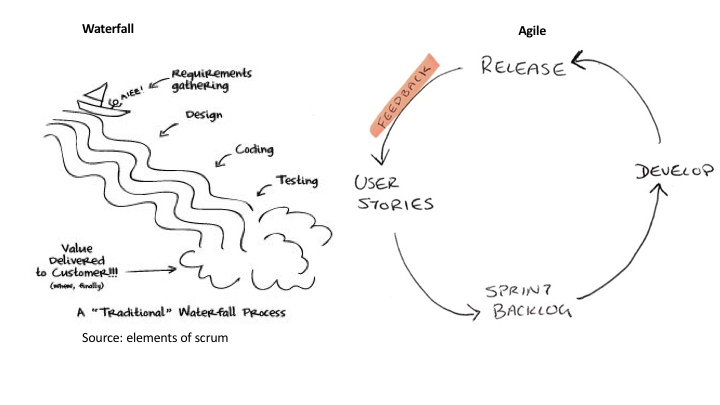 Waterfall
AIEE!
Requirements
gathering
Design
Coding
Testing
Value
Delivered
to Customer!!!
(whew, finally)
A "Traditional" Waterfall Process
Source: elements of scrum
Agile
RELEASE
FEEDBACK
USER
STORIES
SPRINT
BACKLOG
DEVELOP